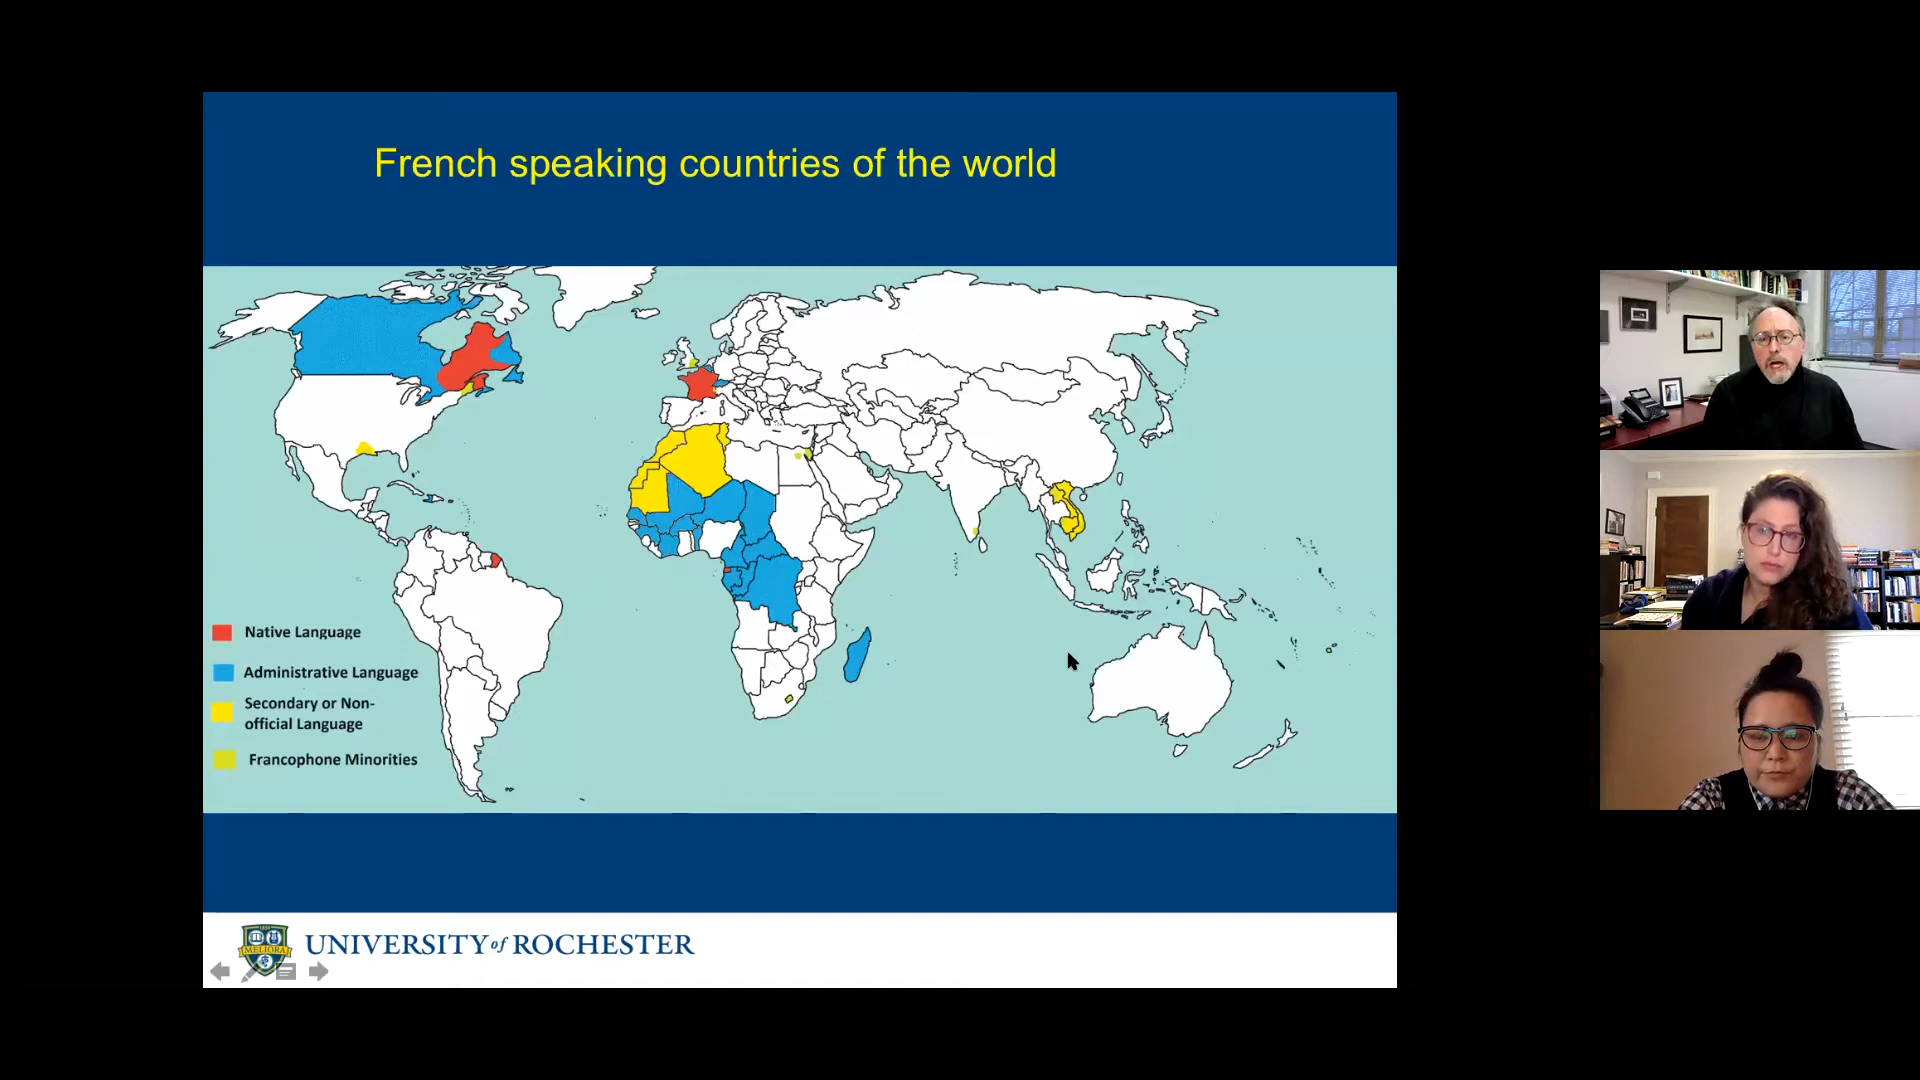 French speaking countries of the world
Native Language
Administrative Language
Secondary or Non-
official Language
Francophone Minorities
MELIORA
UNIVERSITY of ROCHESTER